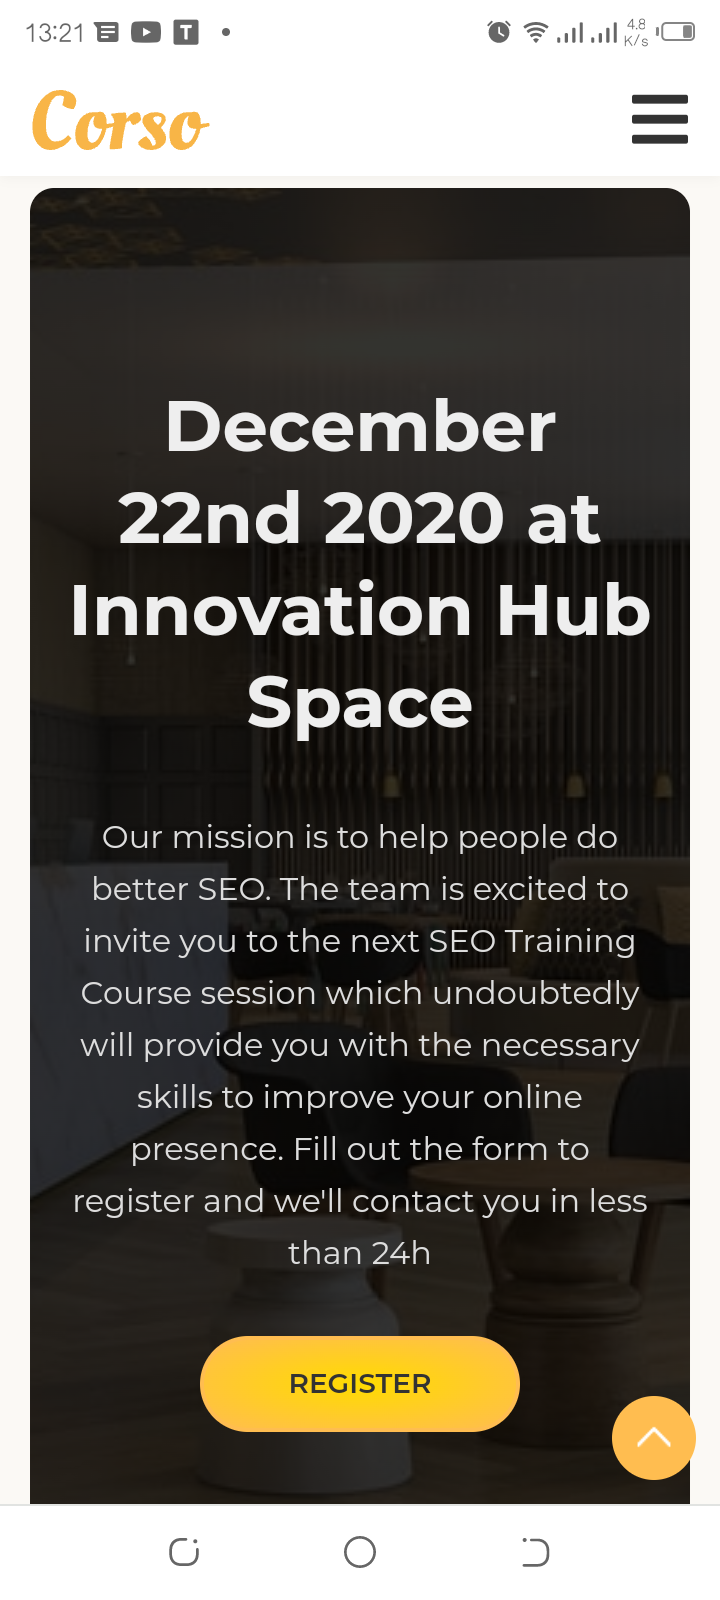 13:21
T
4.8
K/s
Corso
December
22nd 2020 at
Innovation Hub
Space
Our mission is to help people do
better SEO. The team is excited to
invite you to the next SEO Training
Course session which undoubtedly
will provide you with the necessary
skills to improve your online
presence. Fill out the form to
register and we'll contact you in less
than 24h
REGISTER